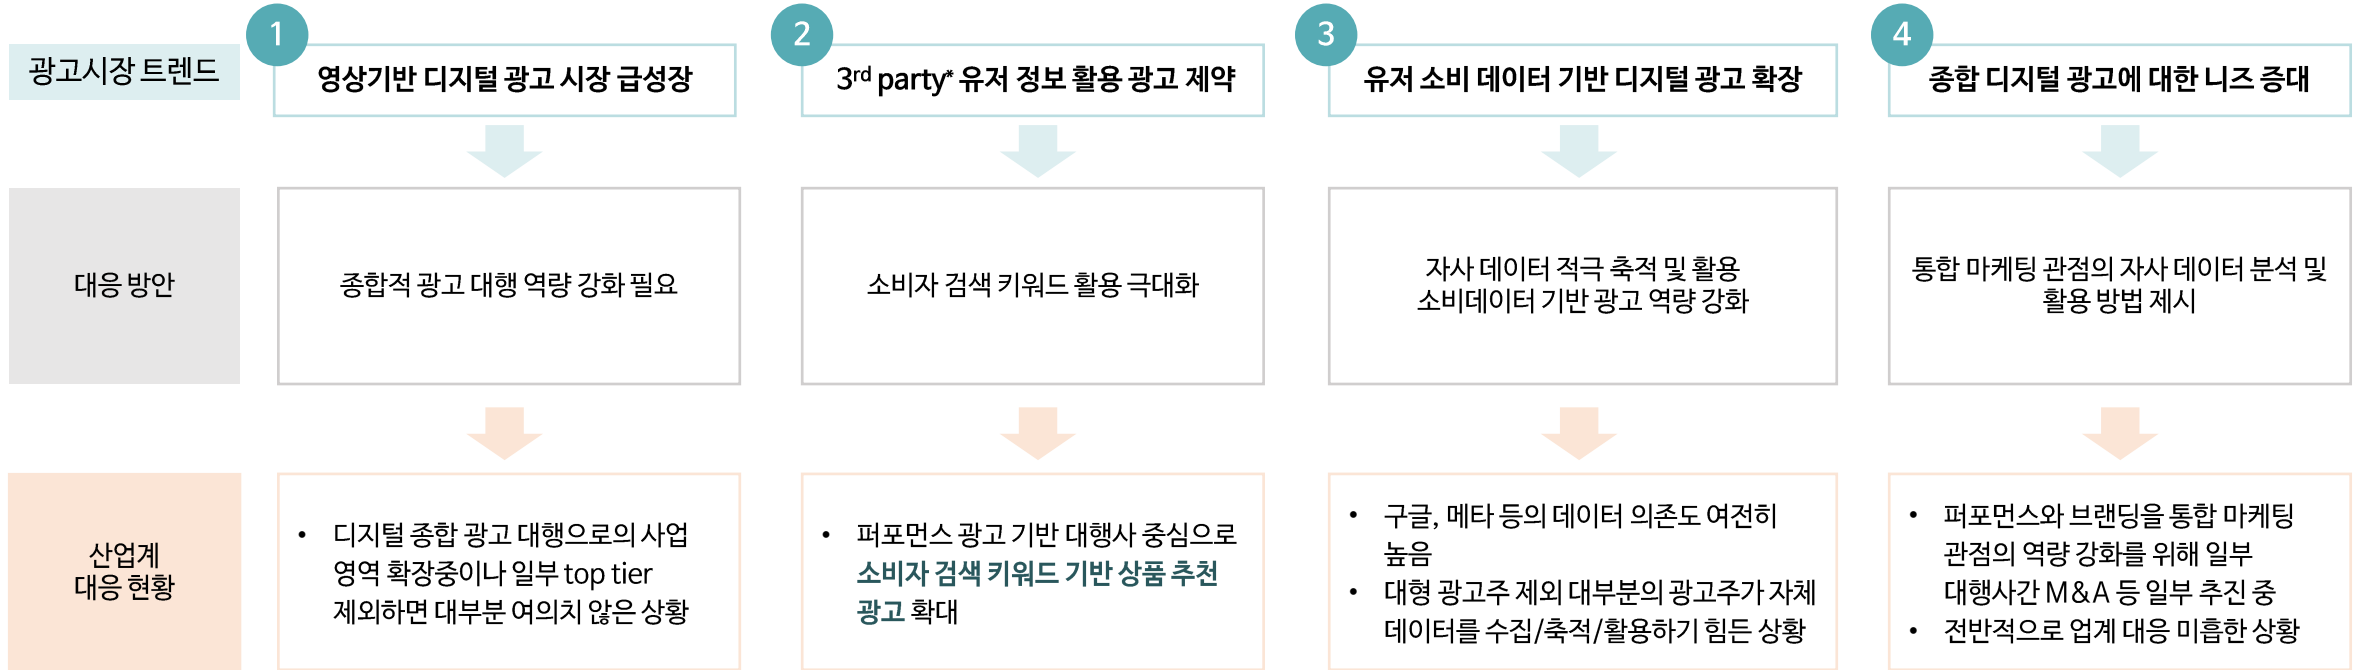 광고시장 트렌드
1
영상기반 디지털 광고 시장 급성장
2
3rd party* 유저 정보 활용 광고 제약
3
유저 소비 데이터 기반 디지털 광고 확장
4
종합 디지털 광고에 대한 니즈 증대
대응 방안
종합적 광고 대행 역량 강화 필요
소비자 검색 키워드 활용 극대화
자사 데이터 적극 축적 및 활용
소비데이터 기반 광고 역량 강화
통합 마케팅 관점의 자사 데이터 분석 및
활용 방법 제시
산업계
대응 현황
• 디지털 종합 광고 대행으로의 사업
영역 확장중이나 일부 top tier
제외하면 대부분 여의치 않은 상황
• 퍼포먼스 광고 기반 대행사 중심으로
소비자 검색 키워드 기반 상품 추천
광고 확대
• 구글, 메타 등의 데이터 의존도 여전히
높음
• 대형 광고주 제외 대부분의 광고주가 자체
데이터를 수집/축적/활용하기 힘든 상황
• 퍼포먼스와 브랜딩을 통합 마케팅
관점의 역량 강화를 위해 일부
대행사간 M&A 등 일부 추진 중
• 전반적으로 업계 대응 미흡한 상황